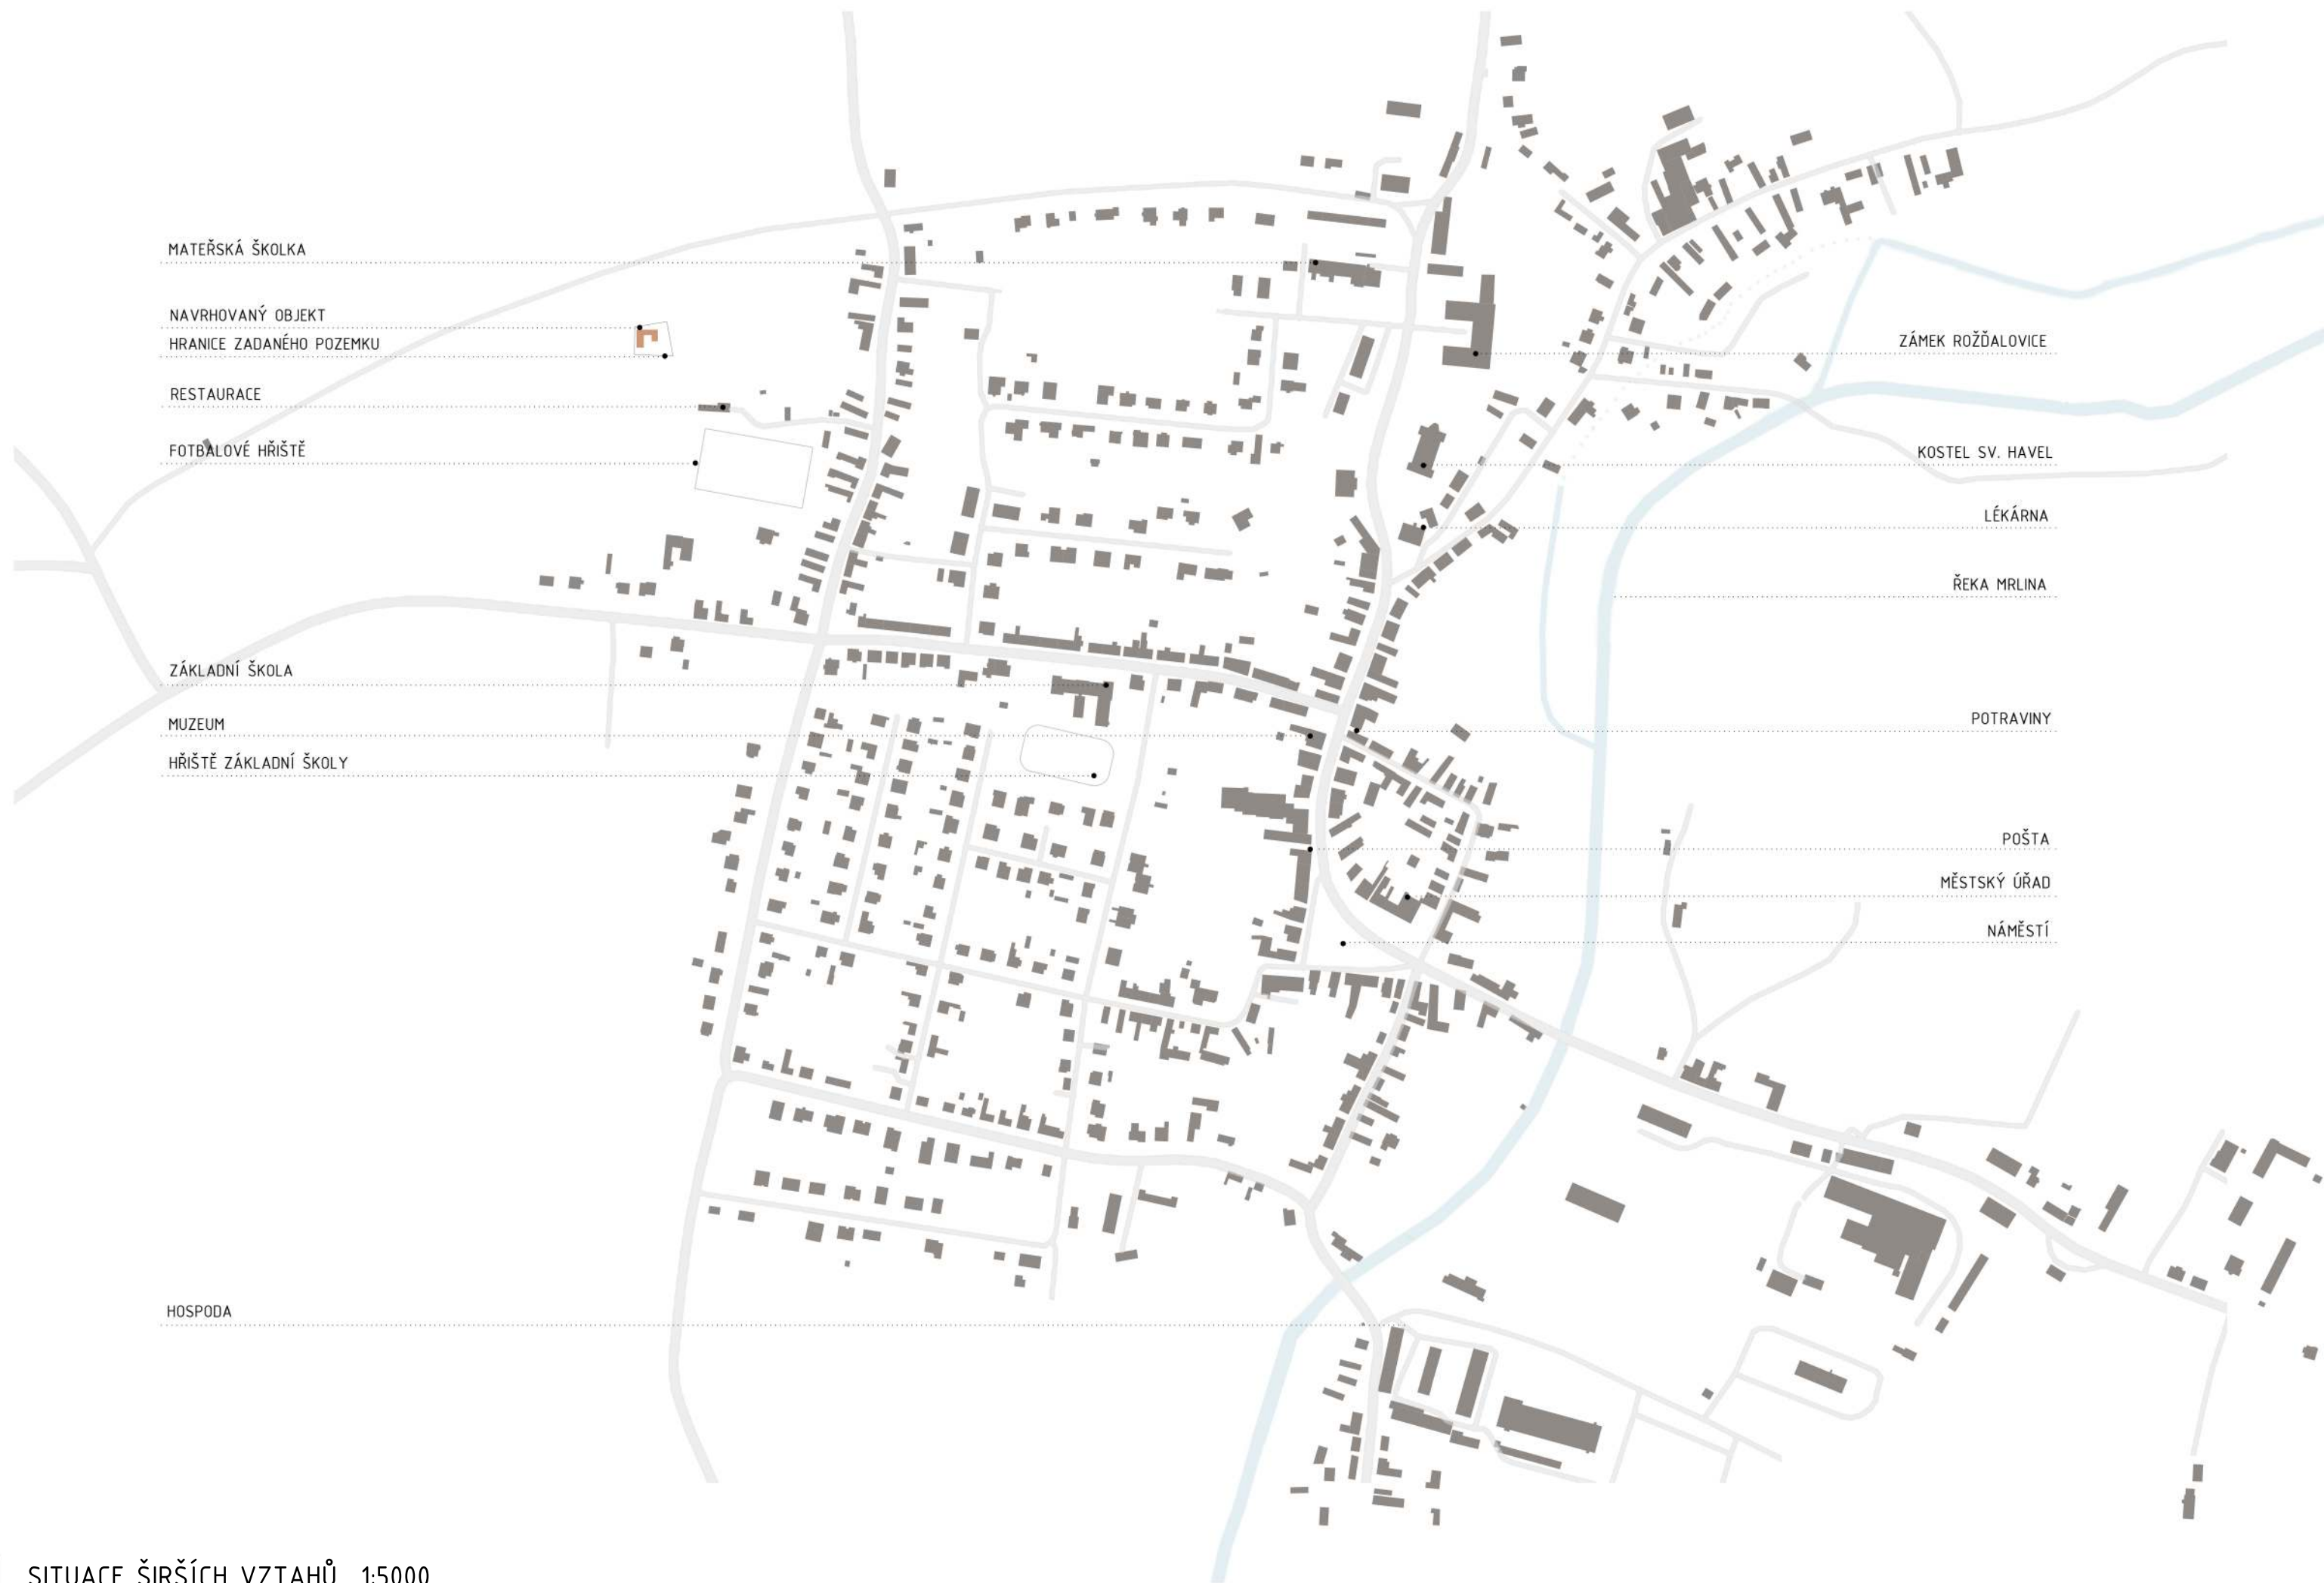 MATEŘSKÁ ŠKOLKA
NAVRHOVANÝ OBJEKT
HRANICE ZADANÉHO POZEMKU
RESTAURACE
FOTBALOVÉ HŘIŠTĚ
ZÁKLADNÍ ŠKOLA
MUZEUM
HŘIŠTĚ ZÁKLADNÍ ŠKOLY
HOSPODA
ZÁMEK ROŽĎALOVICE
KOSTEL SV. HAVEL
LÉKÁRNA
ŘEKA MRLINA
POTRAVINY
POŠTA
MĚSTSKÝ ÚŘAD
NÁMĚSTÍ
SITUACE ŠIRŠÍCH VZTAHŮ 1:5000